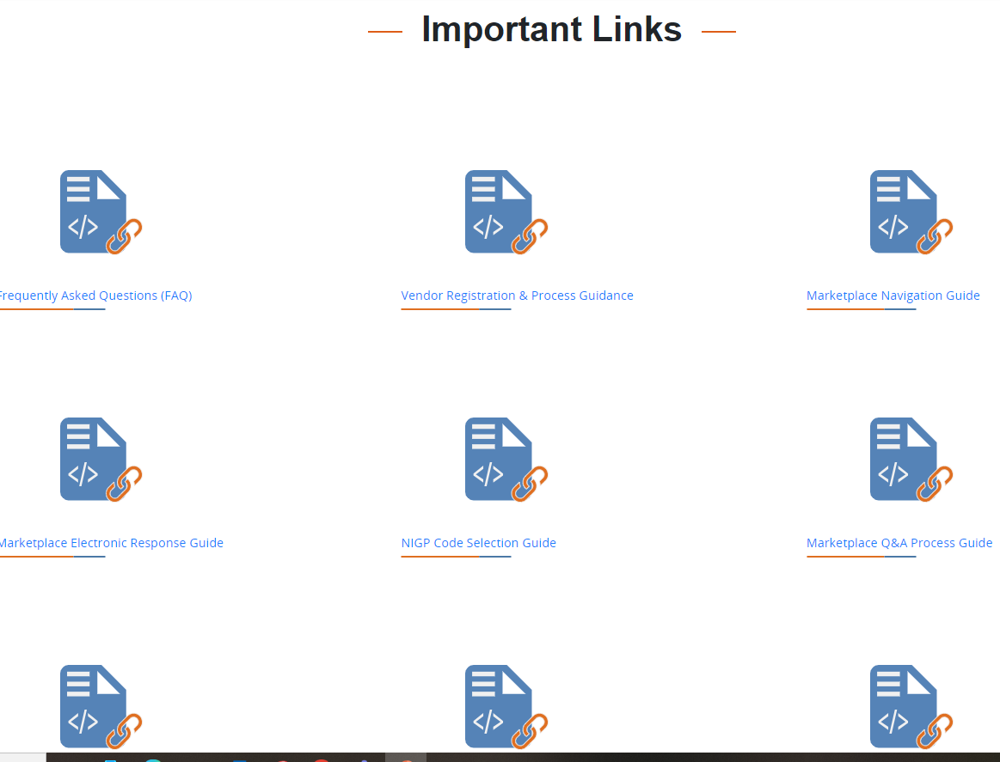 Important Links
Frequently Asked Questions (FAQ)
Vendor Registration & Process Guidance
Marketplace Navigation Guide
Marketplace Electronic Response Guide
NIGP Code Selection Guide
Marketplace Q&A Process Guide